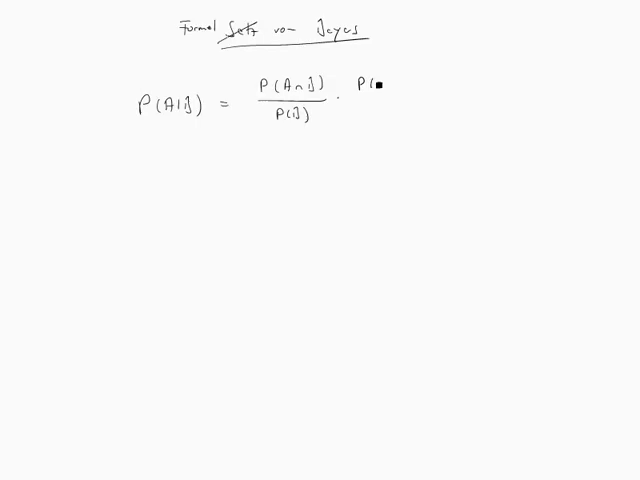 Formel Satz von Bayes
P(A|B) = P(A∩B) / P(B) · P(